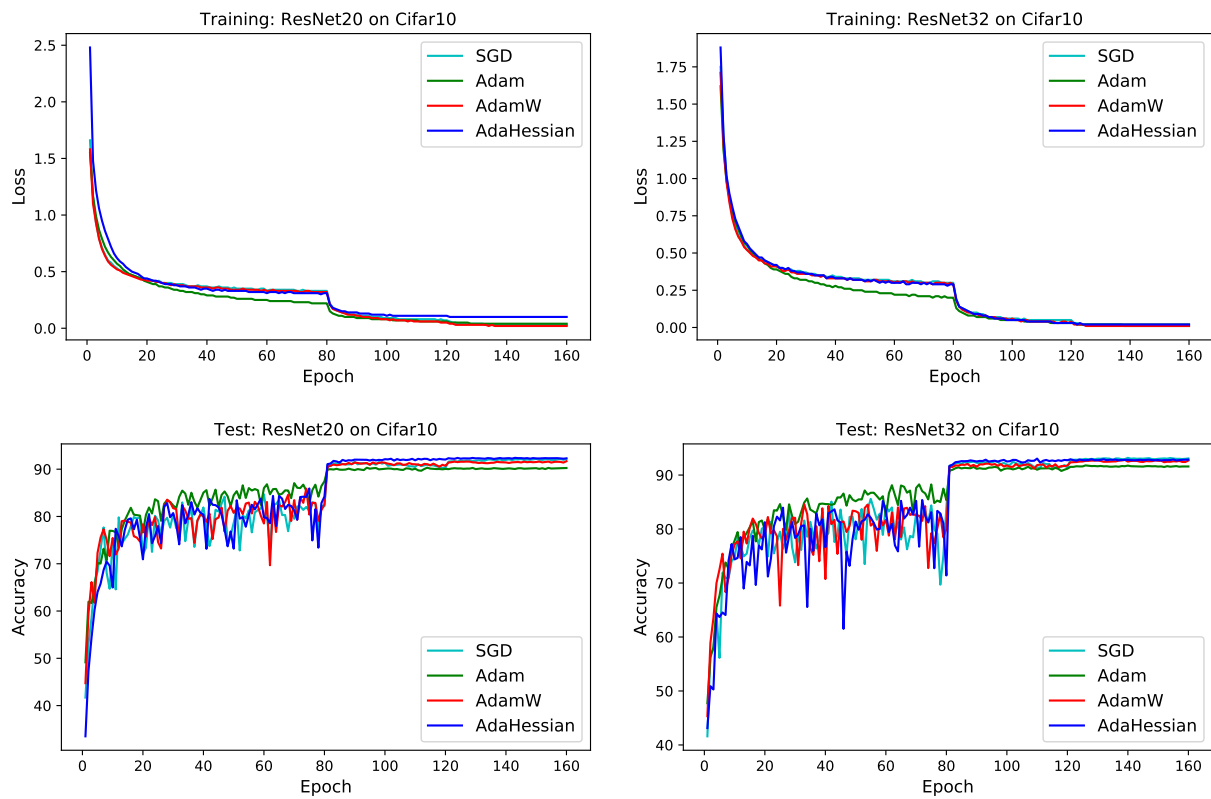 Training: ResNet20 on Cifar10
2.5
2.0
1.5
1.0
0.5
0.0
Loss
0 20 40 60 80 100 120 140 160
Epoch
SGD
Adam
AdamW
AdaHessian
Training: ResNet32 on Cifar10
1.75
1.50
1.25
1.00
0.75
0.50
0.25
0.00
Loss
0 20 40 60 80 100 120 140 160
Epoch
SGD
Adam
AdamW
AdaHessian
Test: ResNet20 on Cifar10
90
80
70
60
50
40
Accuracy
0 20 40 60 80 100 120 140 160
Epoch
SGD
Adam
AdamW
AdaHessian
Test: ResNet32 on Cifar10
90
80
70
60
50
40
Accuracy
0 20 40 60 80 100 120 140 160
Epoch
SGD
Adam
AdamW
AdaHessian